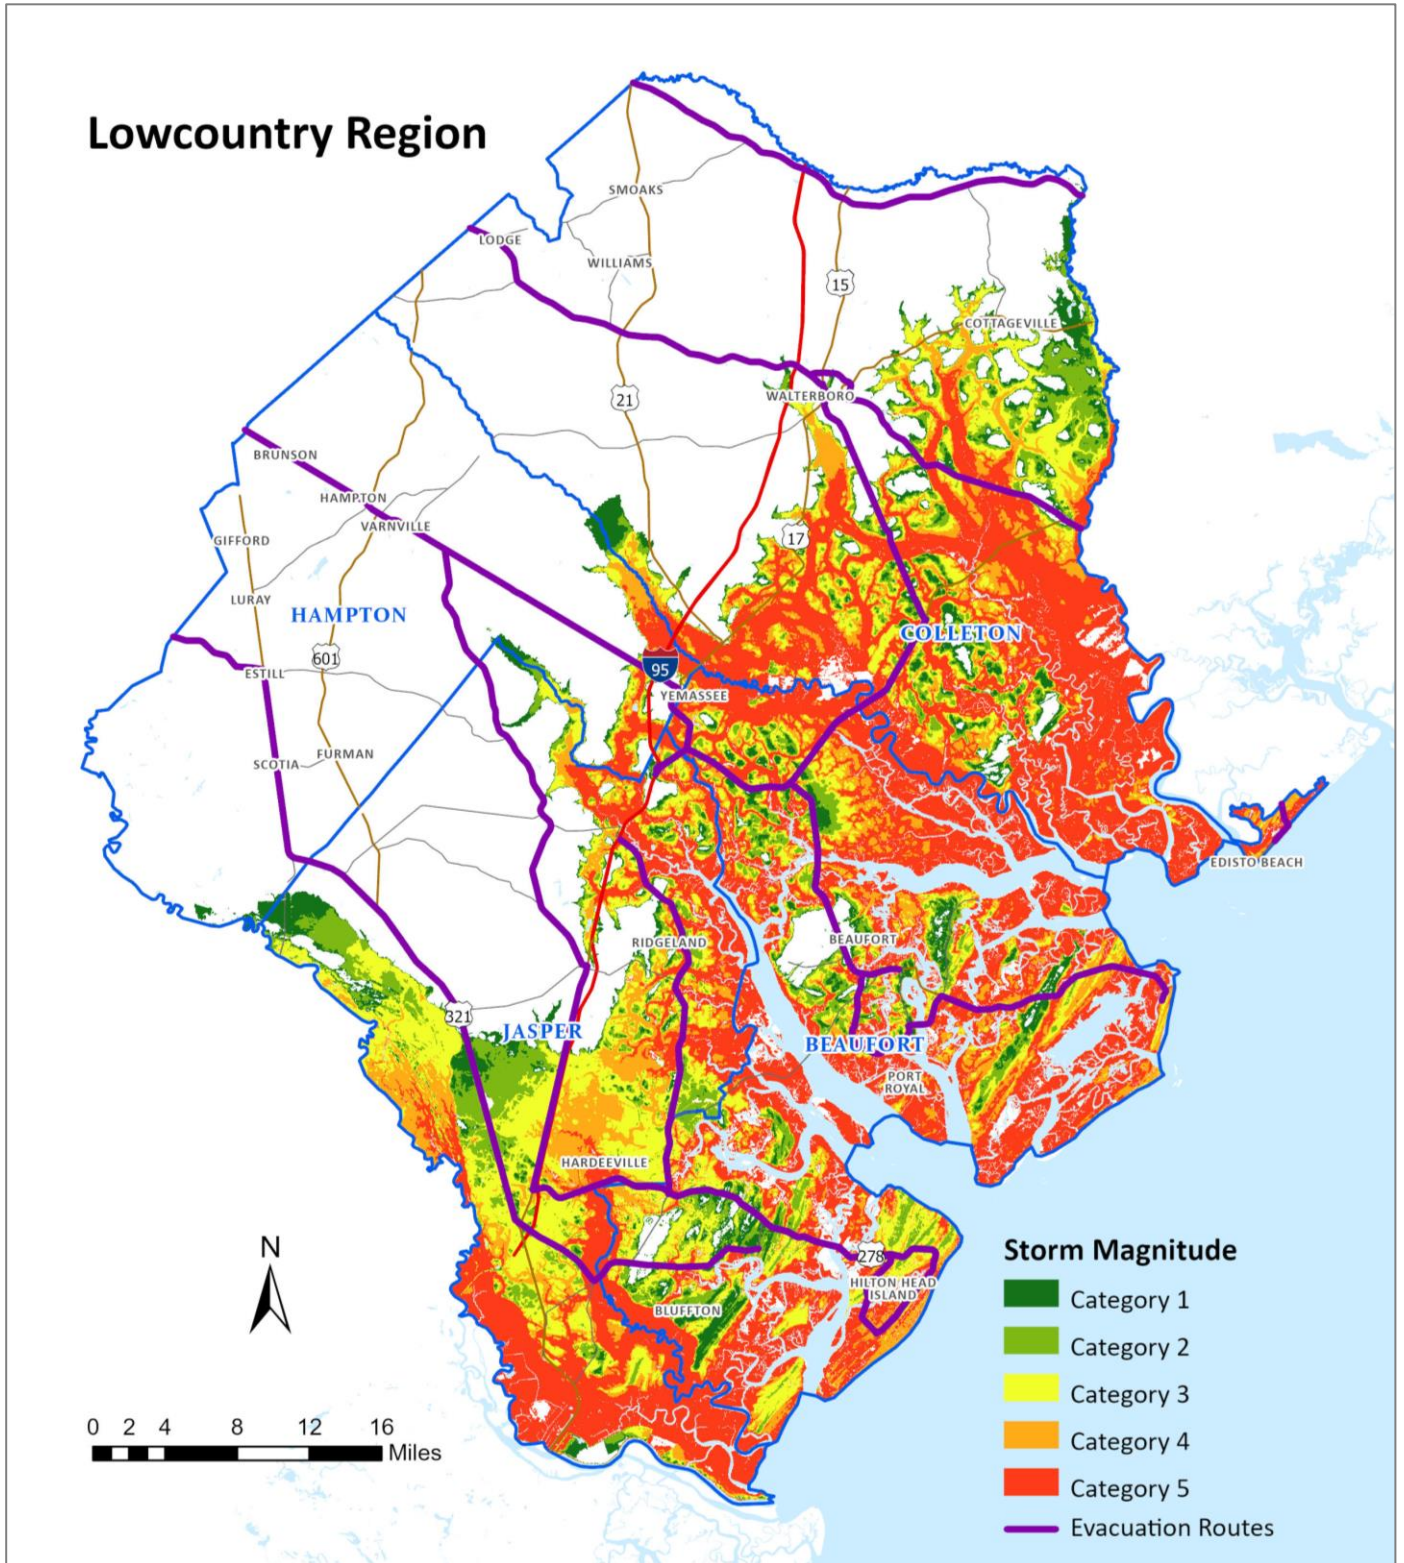 Lowcountry Region
SMOAKS
LODGE
WILLIAMS
15
COTTAGEVILLE
WALTERBORO
21
BRUNSON
HAMPTON
VARNVILLE
GIFFORD
17
LURAY
HAMPTON
COLLETON
601
95
ESTILL
YEMASSEE
FURMAN
SCOTIA
EDISTO BEACH
RIDGELAND
BEAUFORT
321
JASPER
BEAUFORT
PORT
ROYAL
HARDEEVILLE
278
HILTON HEAD
ISLAND
BLUFFTON
N
0 2 4 8 12 16
Miles
Storm Magnitude
Category 1
Category 2
Category 3
Category 4
Category 5
Evacuation Routes